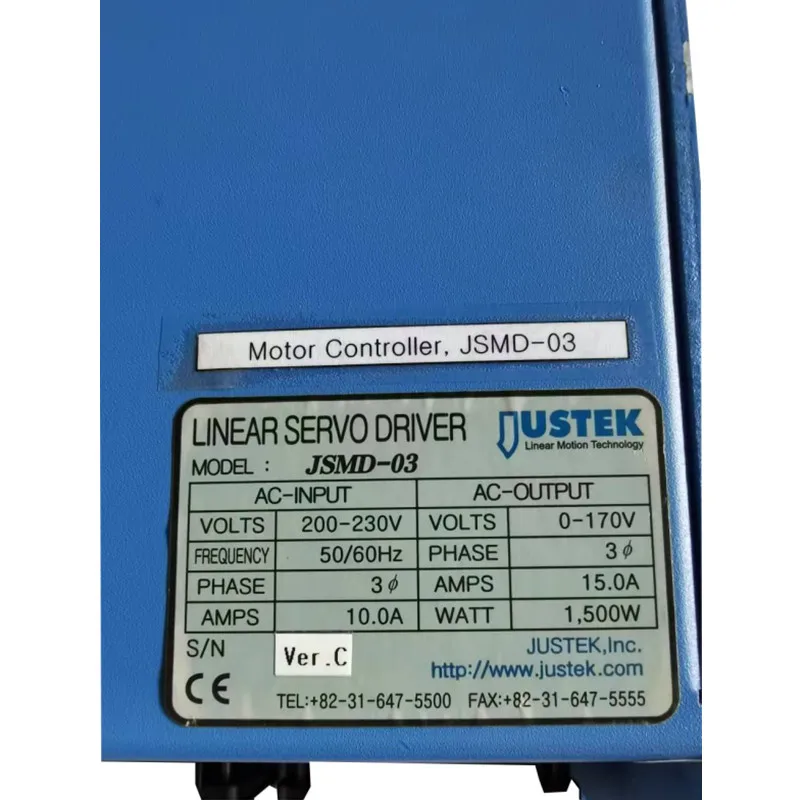 Motor Controller, JSMD-03
LINEAR SERVO DRIVER
JUSTEK
Linear Motion Technology
MODEL : JSMD-03
AC-INPUT AC-OUTPUT
VOLTS 200-230V VOLTS 0-170V
FREQUENCY 50/60Hz PHASE 3ϕ
PHASE 3ϕ AMPS 15.0A
AMPS 10.0A WATT 1,500W
S/N Ver.C JUSTEK,Inc.
http://www.justek.com
CE TEL:+82-31-647-5500 FAX:+82-31-647-5555